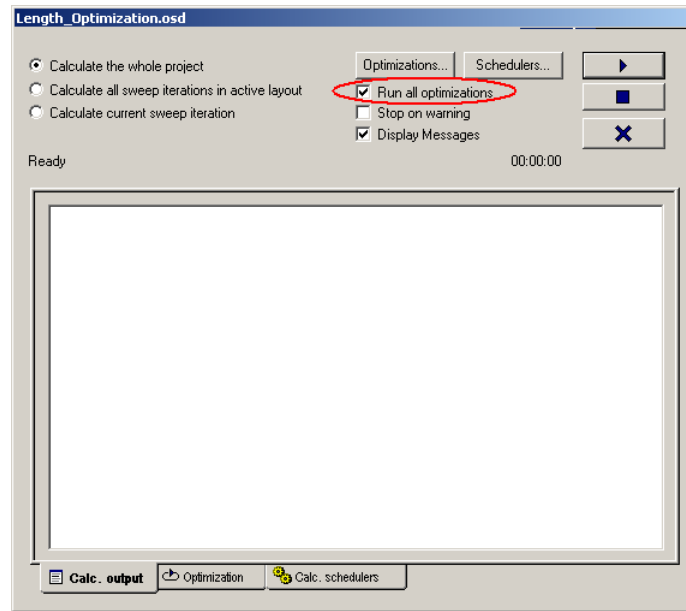 Length_Optimization.osd
Calculate the whole project
Optimizations...
Schedulers...
Calculate all sweep iterations in active layout
Run all optimizations
Calculate current sweep iteration
Stop on warning
Display Messages
Ready
00:00:00
Calc. output
Optimization
Calc. schedulers